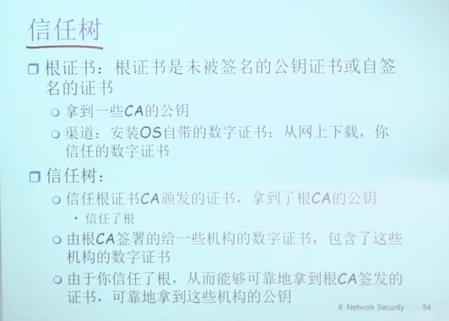 信任树
根证书：根证书是未被签名的公钥证书或自签
名的证书
拿到一些CA的公钥
渠道：安装OS自带的数字证书；从网上下载，你
信任的数字证书
信任树：
信任根证书CA颁发的证书，拿到了根CA的公钥
信任了根
由根CA签署的给一些机构的数字证书，包含了这些
机构的数字证书
由于你信任了根，从而能够可靠地拿到根CA签发的
证书，可靠地拿到这些机构的公钥
8: Network Security 54